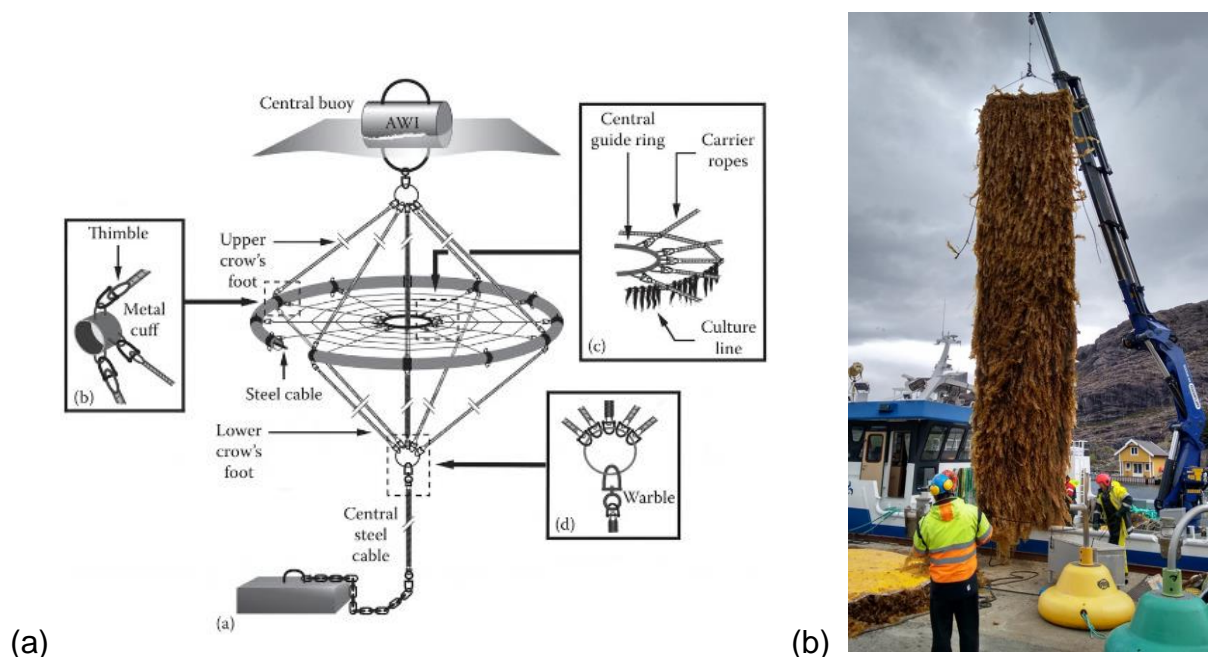 Central buoy
AWI
Central
guide ring
Carrier
ropes
Culture
line
(c)
Thimble
Metal
cuff
(b)
Upper
crow's
foot
Steel cable
Lower
crow's
foot
Warble
(d)
Central
steel
cable
(a)
(a)
(b)